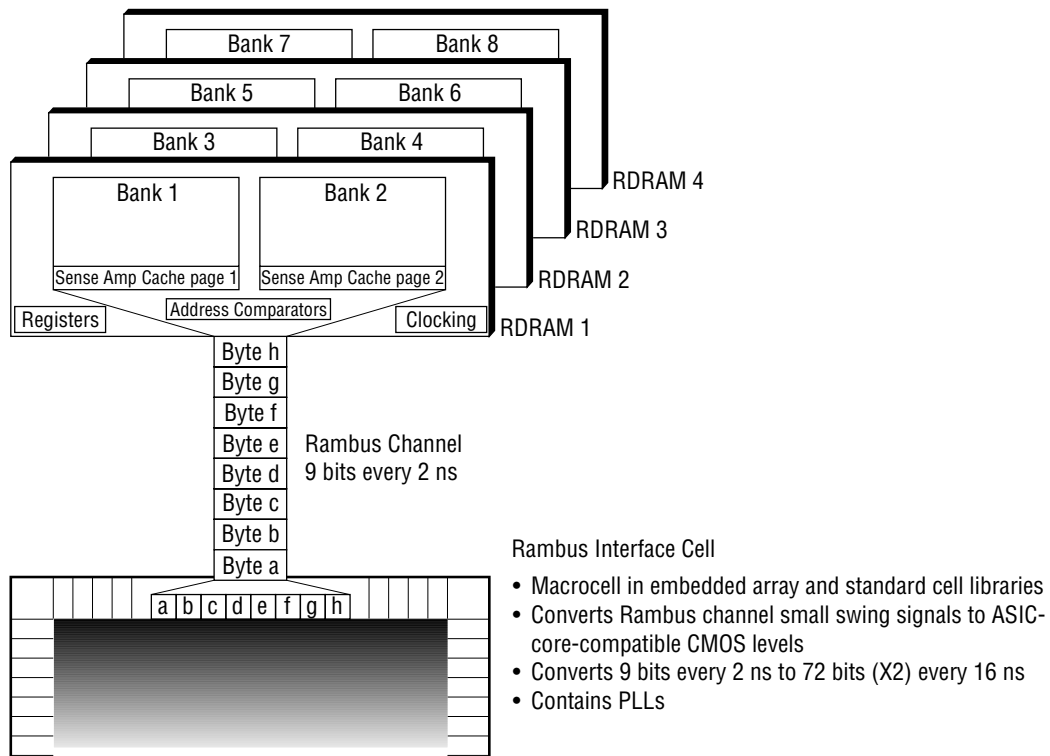 Bank 7
Bank 8
Bank 5
Bank 6
Bank 3
Bank 4
Bank 1
Bank 2
RDRAM 4
RDRAM 3
Sense Amp Cache page 1
Sense Amp Cache page 2
RDRAM 2
Address Comparators
Registers
Clocking
RDRAM 1
Byte h
Byte g
Byte f
Byte e
Byte d
Byte c
Byte b
Byte a
Rambus Channel
9 bits every 2 ns
a b c d e f g h
Rambus Interface Cell
• Macrocell in embedded array and standard cell libraries
• Converts Rambus channel small swing signals to ASIC-
core-compatible CMOS levels
• Converts 9 bits every 2 ns to 72 bits (X2) every 16 ns
• Contains PLLs